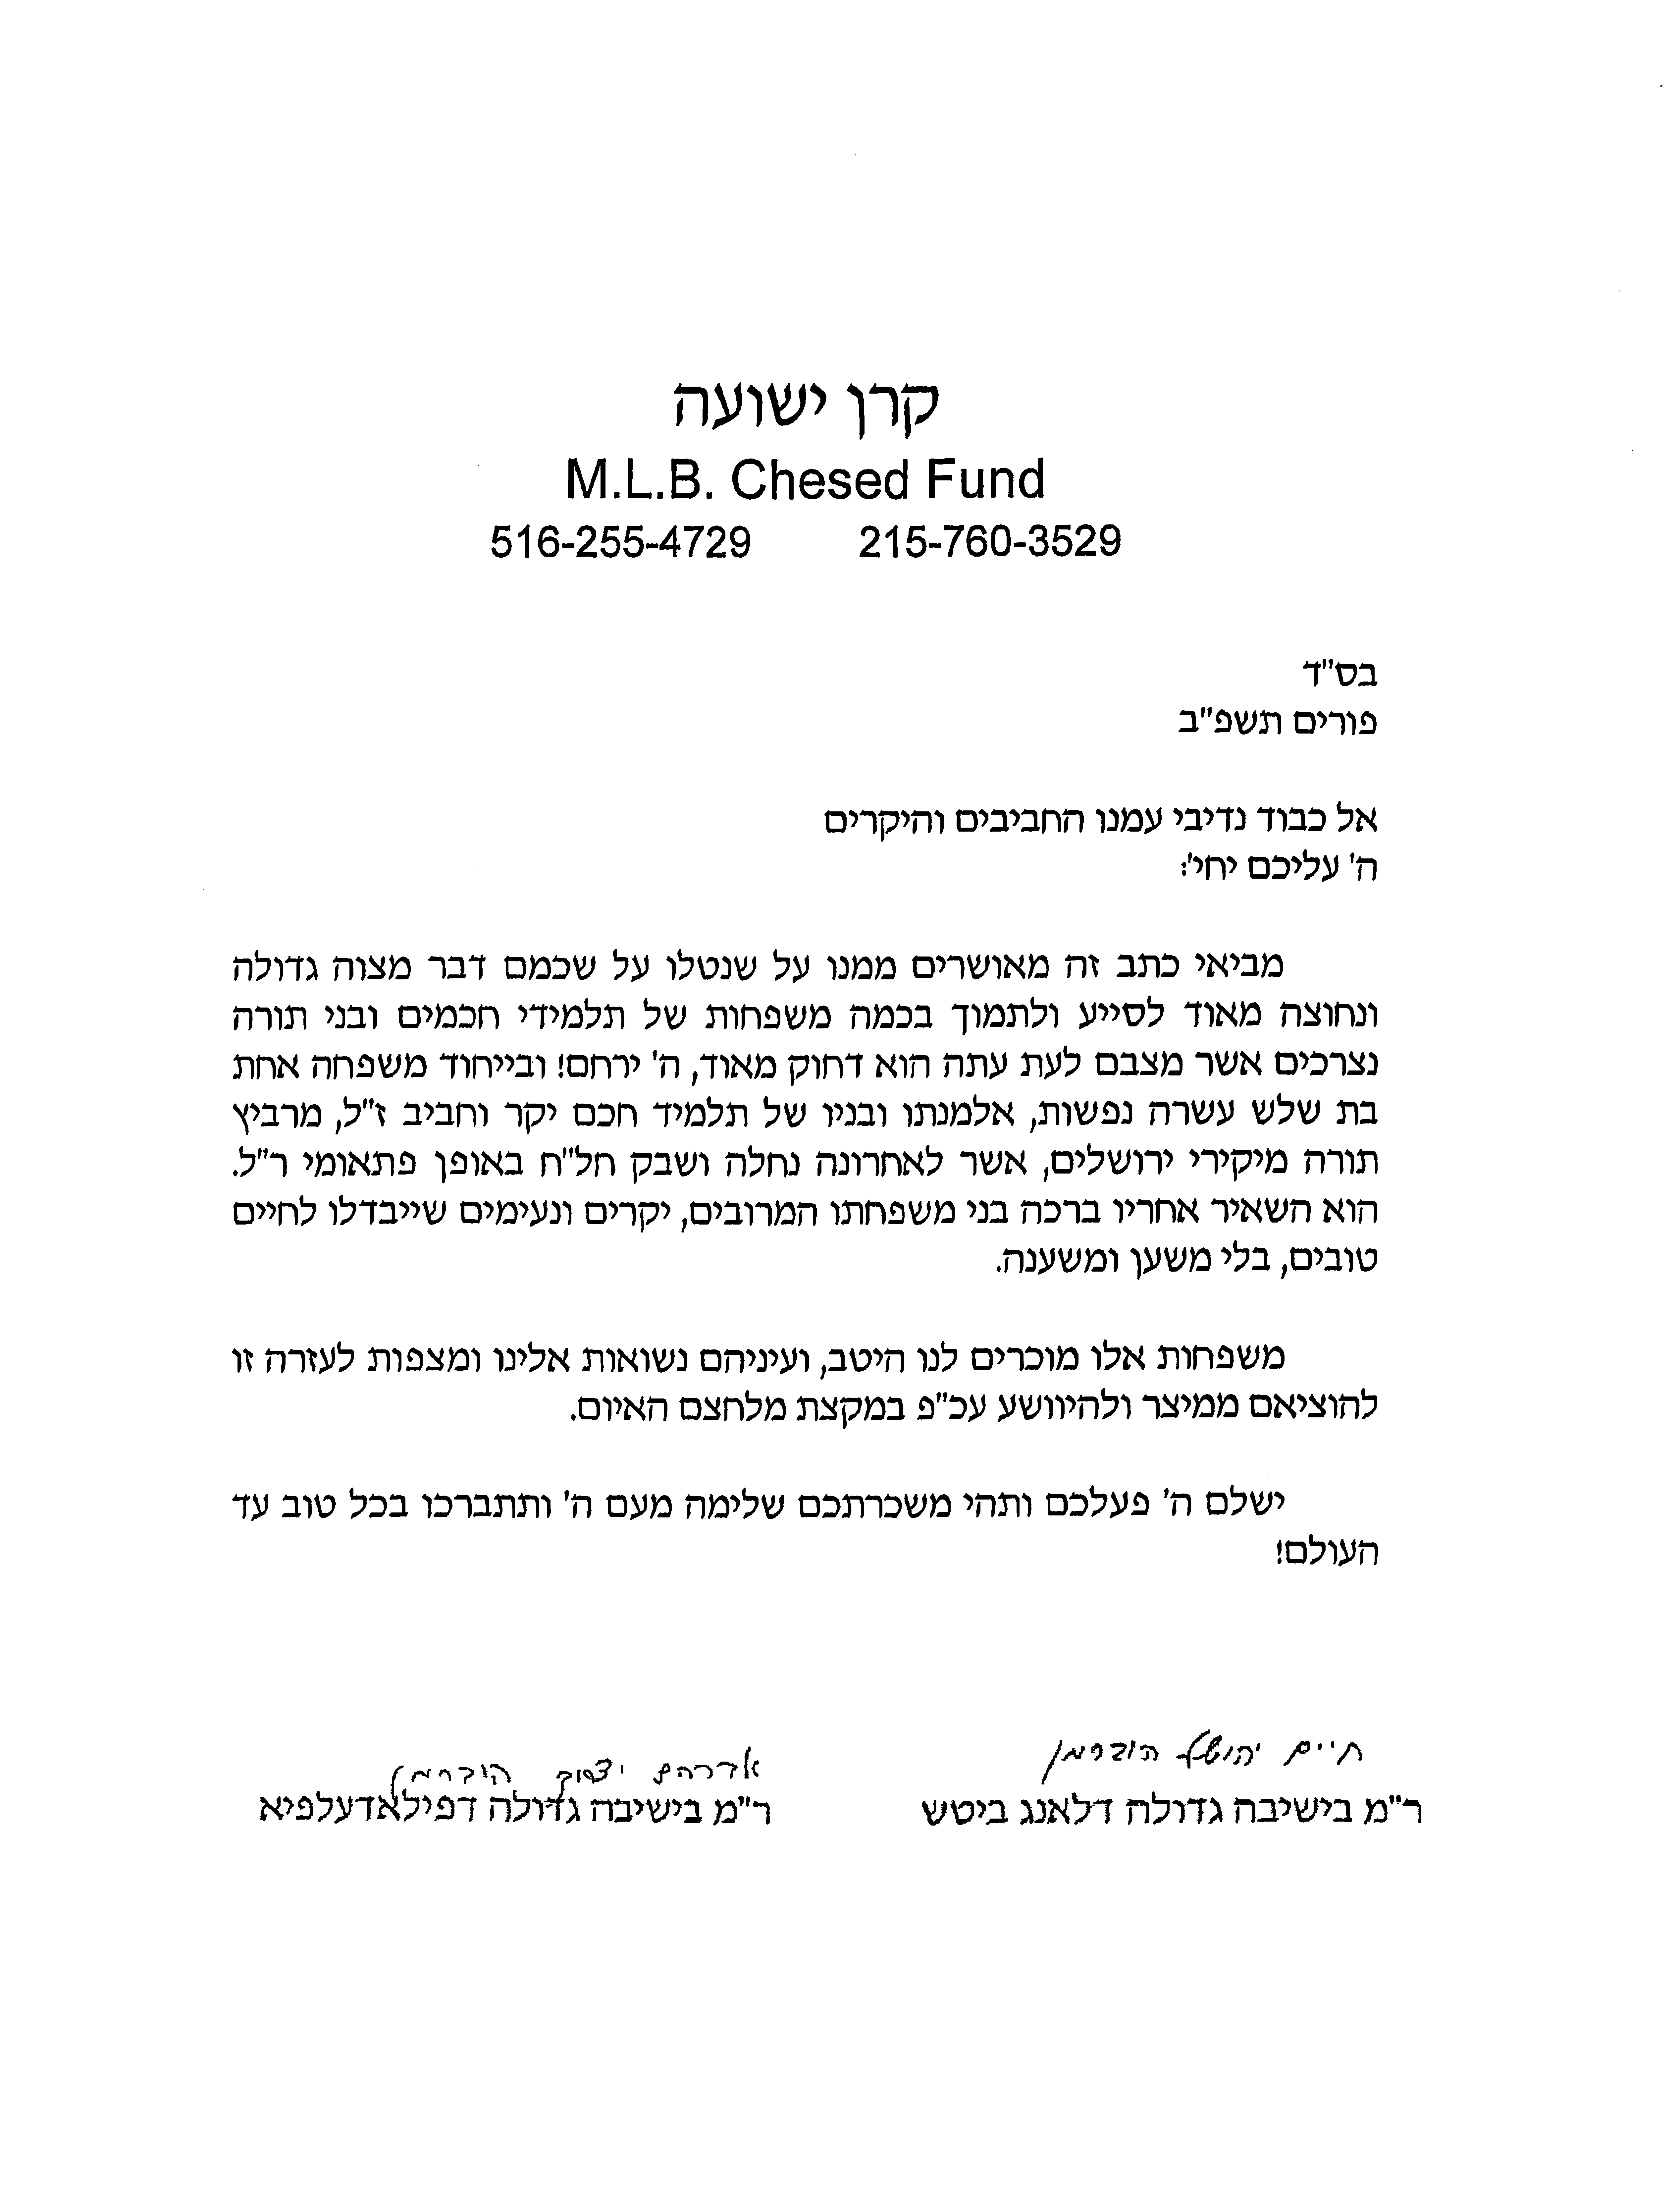 קרן ישועה
M.L.B. Chesed Fund
516-255-4729 215-760-3529
בס"ד
פורים תשפ"ב
אל כבוד נדיבי עמנו החביבים והיקרים
ה' עליכם יחי':
מביאי כתב זה מאושרים ממנו על שנטלו על שכמם דבר מצוה גדולה
ונחוצה מאוד לסייע ולתמוך בכמה משפחות של תלמידי חכמים ובני תורה
נצרכים אשר מצבם לעת עתה הוא דחוק מאוד, ה' ירחם! ובייחוד משפחה אחת
בת שלש עשרה נפשות, אלמנתו ובניו של תלמיד חכם יקר וחביב ז"ל, מרביץ
תורה מיקירי ירושלים, אשר לאחרונה נחלה ושבק חל"ח באופן פתאומי ר"ל.
הוא השאיר אחריו ברכה בני משפחתו המרובים, יקרים ונעימים שייבדלו לחיים
טובים, בלי משען ומשענה.
משפחות אלו מוכרים לנו היטב, ועיניהם נשואות אלינו ומצפות לעזרה זו
להוציאם ממיצר ולהיוושע עכ"פ במקצת מלחצם האיום.
ישלם ה' פעלכם ותהי משכרתכם שלימה מעם ה' ותתברכו בכל טוב עד
העולם!
חיים יהושע הוברמן אברהם יצחק הוברמן
ר"מ בישיבה גדולה דלאנג ביטש ר"מ בישיבה גדולה דפילאדעלפיא